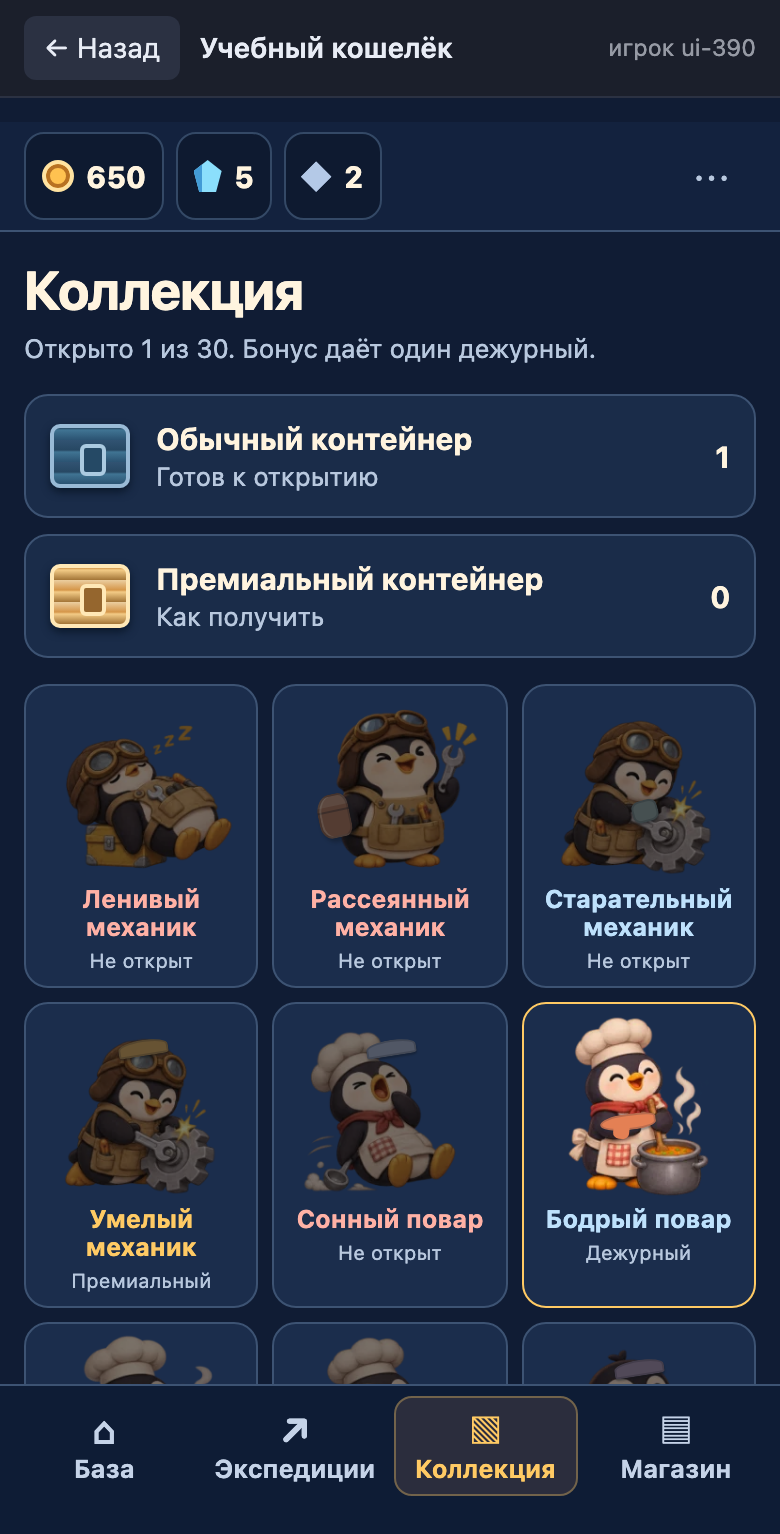 ← Назад
Учебный кошелёк
игрок ui-390
650
5
2
...
Коллекция
Открыто 1 из 30. Бонус даёт один дежурный.
Обычный контейнер
Готов к открытию
1
Премиальный контейнер
Как получить
0
z z z
Ленивый
механик
Не открыт
Рассеянный
механик
Не открыт
Старательный
механик
Не открыт
Умелый
механик
Премиальный
Сонный повар
Не открыт
Бодрый повар
Дежурный
База
Экспедиции
Коллекция
Магазин